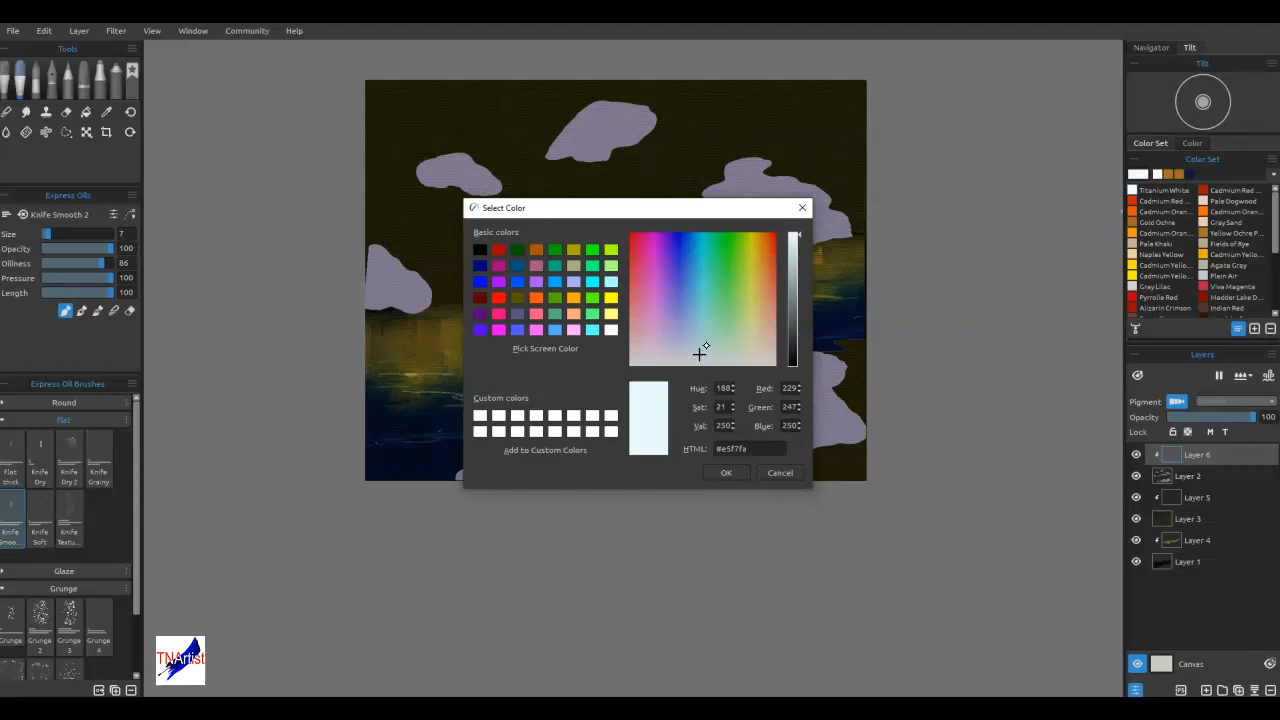 File Edit Layer Filter View Window Community Help
Tools
Navigator Tilt
Tilt
Color Set Color
Color Set
Titanium White Cadmium Red ...
Cadmium Red ... Pale Dogwood
Cadmium Oran... Cadmium Oran...
Gold Ochre Gray Sand
Cadmium Oran... Yellow Ochre P...
Pale Khaki Fields of Rye
Naples Yellow Cadmium Yello...
Cadmium Yello... Agate Gray
Cadmium Yello... Plein Air
Gray Lilac Viva Magenta
Pyrrolle Red Madder Lake D...
Alizarin Crimson Indian Red
Express Oils
Knife Smooth 2
Size 7
Opacity 100
Oiliness 86
Pressure 100
Length 100
Select Color
Basic colors
Pick Screen Color
Custom colors
Add to Custom Colors
Hue: 188 Red: 229
Sat: 21 Green: 247
Val: 250 Blue: 250
HTML: #e5f7fa
OK Cancel
Express Oil Brushes
Round
Flat
Flat thick
Knife Dry
Knife Dry2
Knife Grainy
Knife Smoo...
Knife Soft
Knife Textu...
Glaze
Grunge
Grunge
Grunge 2
Grunge 3
Grunge 4
TNArtist
Layers
Pigment
Opacity 100
Lock M T
Layer 6
Layer 2
Layer 5
Layer 3
Layer 4
Layer 1
Canvas
PS